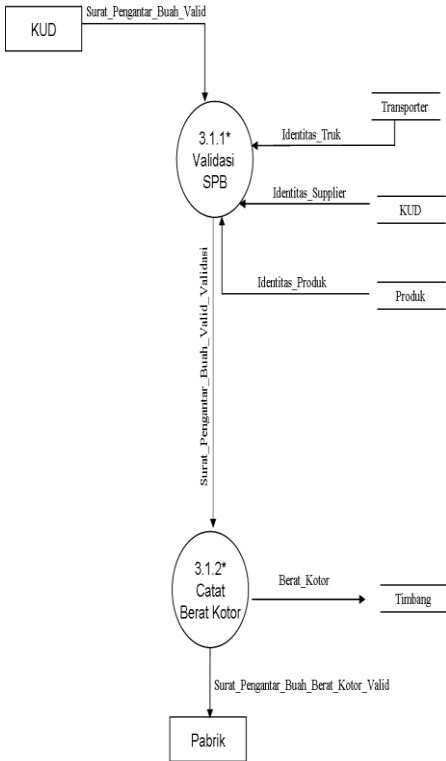 Surat_Pengantar_Buah_Valid
KUD
Transporter
3.1.1*
Validasi
SPB
Identitas_Truk
Identitas_Supplier
KUD
Identitas_Produk
Produk
Surat_Pengantar_Buah_Valid_Validasi
3.1.2*
Catat
Berat Kotor
Berat_Kotor
Timbang
Surat_Pengantar_Buah_Berat_Kotor_Valid
Pabrik